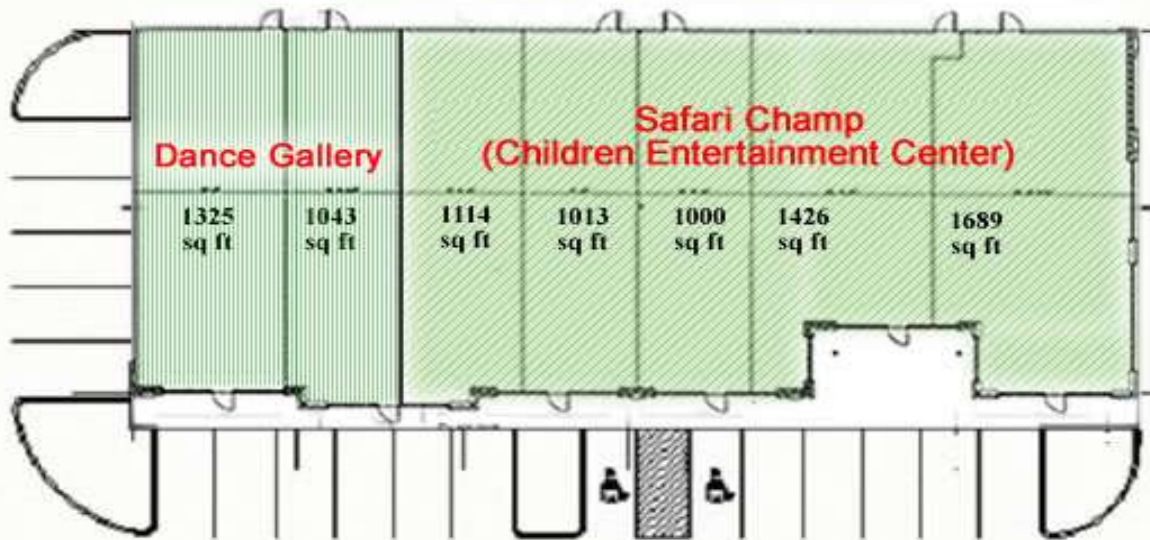 Dance Gallery
Safari Champ
(Children Entertainment Center)
1325
sq ft
1043
sq ft
1114
sq ft
1013
sq ft
1000
sq ft
1426
sq ft
1689
sq ft